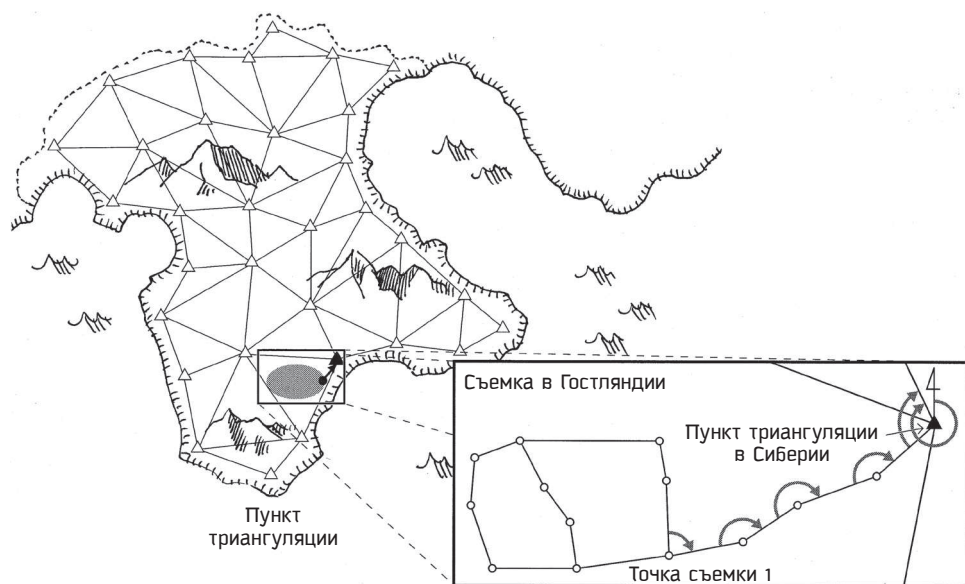 Съемка в Гостляндии
Пункт триангуляции
в Сиберии
Точка съемки 1
Пункт
триангуляции